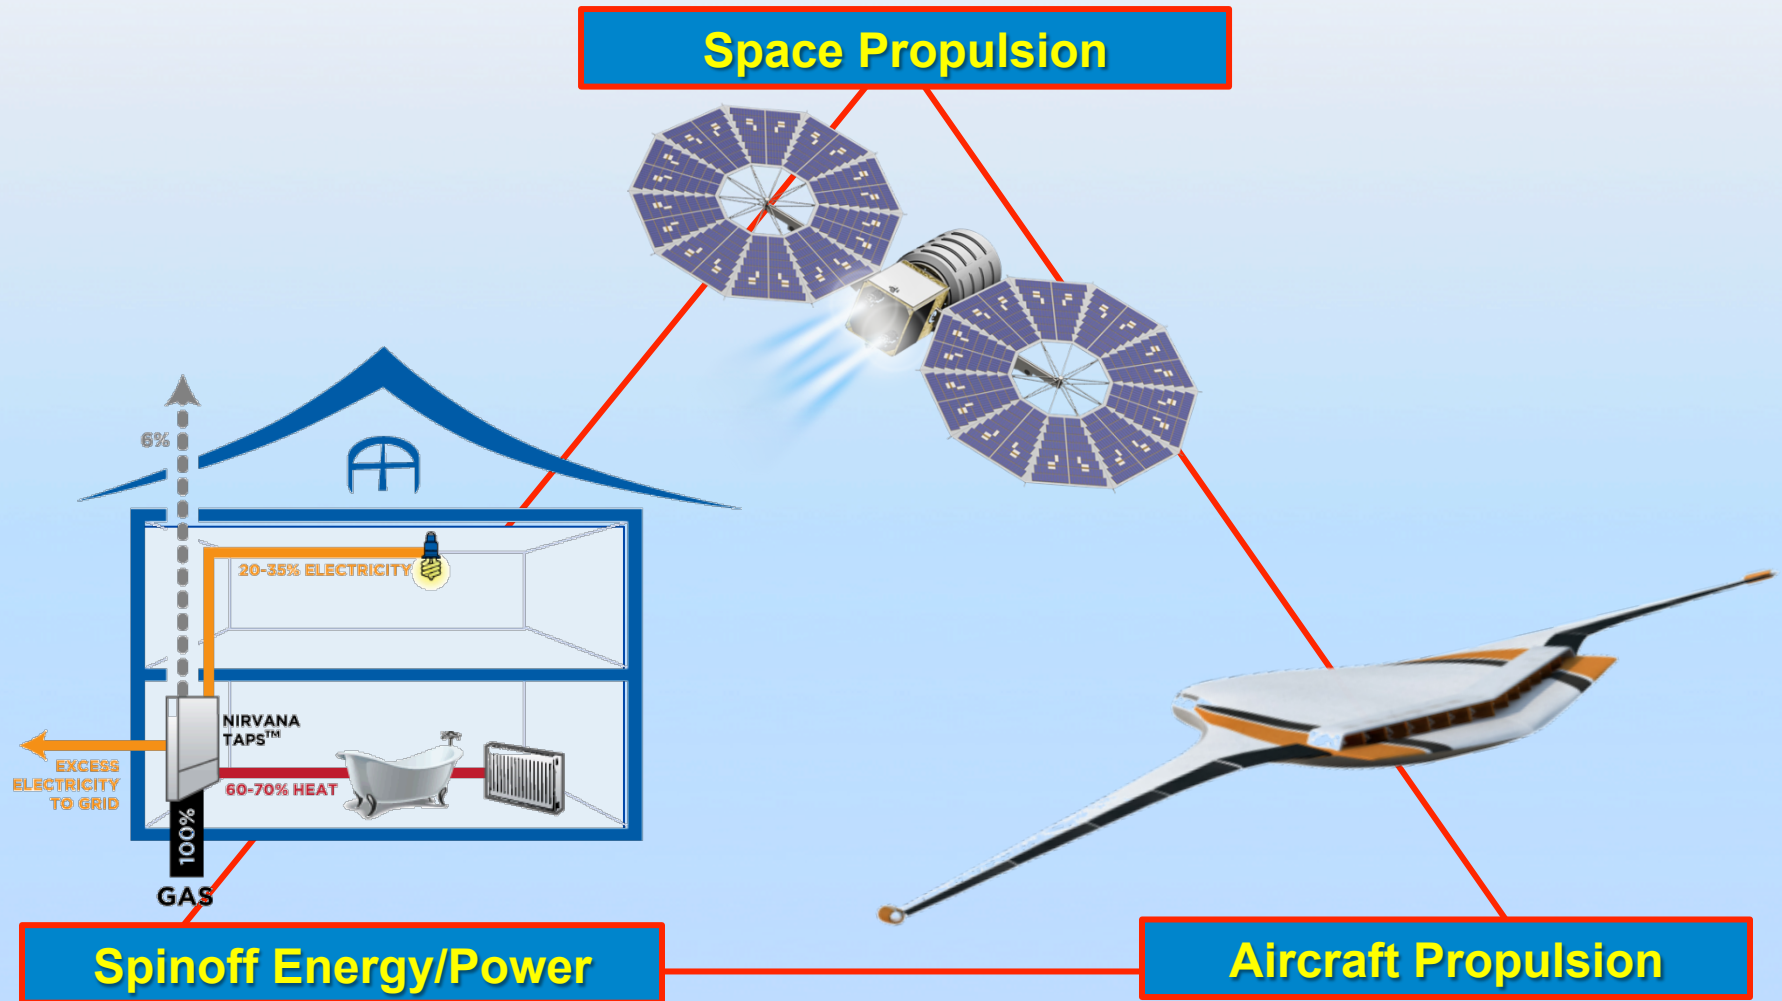 Space Propulsion
6%
20-35% ELECTRICITY
NIRVANA
TAPS™
EXCESS
ELECTRICITY
TO GRID
60-70% HEAT
100%
GAS
Spinoff Energy/Power
Aircraft Propulsion